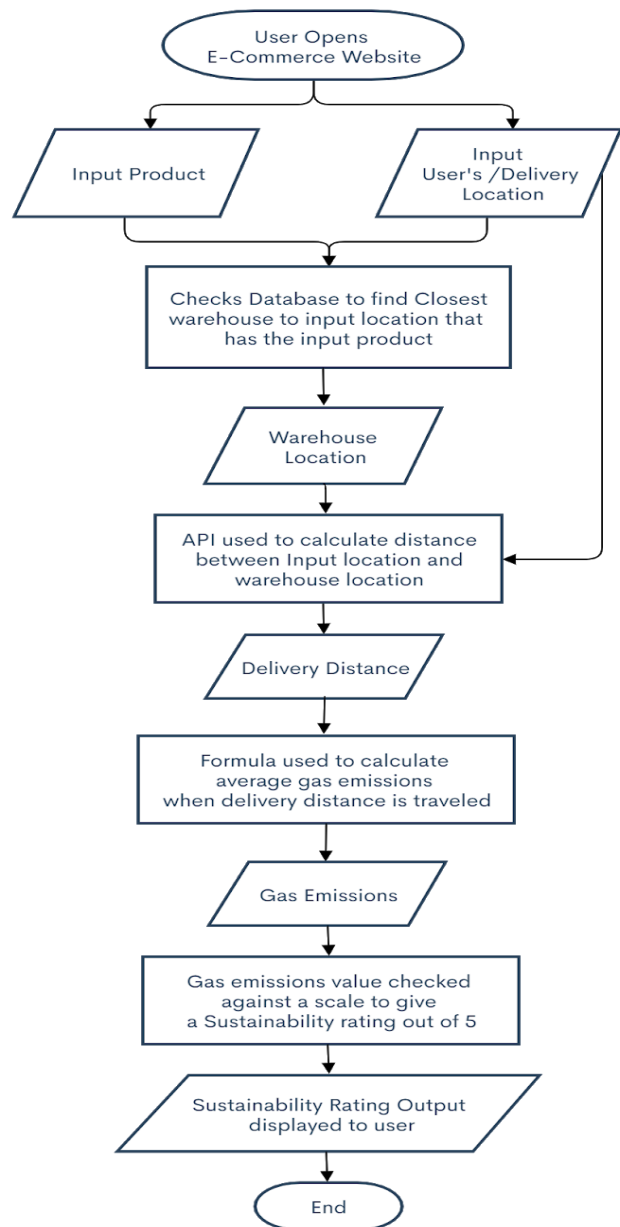 User Opens
E-Commerce Website
Input Product
Input
User's /Delivery
Location
Checks Database to find Closest
warehouse to input location that
has the input product
Warehouse
Location
API used to calculate distance
between Input location and
warehouse location
Delivery Distance
Formula used to calculate
average gas emissions
when delivery distance is traveled
Gas Emissions
Gas emissions value checked
against a scale to give
a Sustainability rating out of 5
Sustainability Rating Output
displayed to user
End